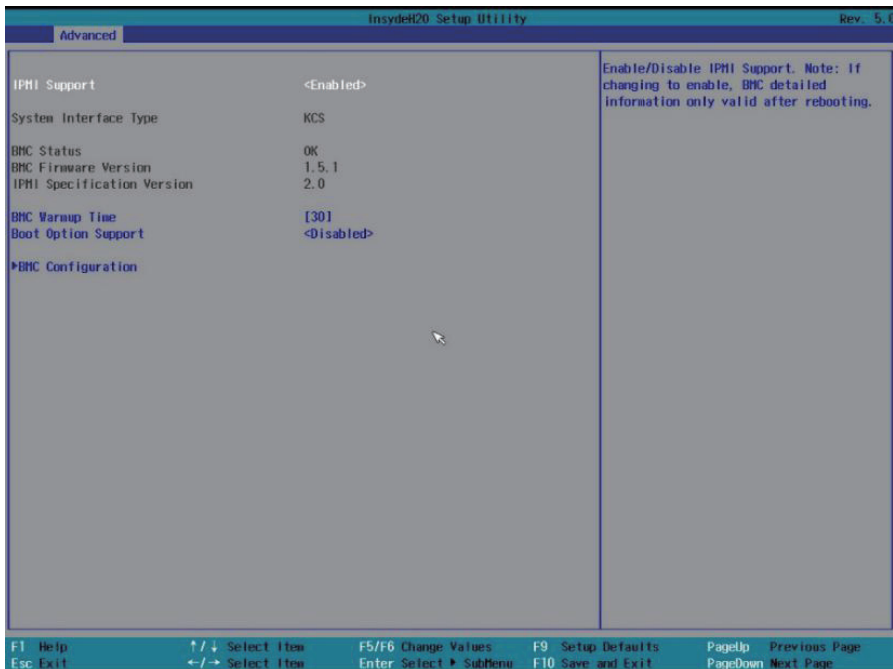 InsydeH20 Setup Utility Rev. 5.0
Advanced
IPMI Support <Enabled>
System Interface Type KCS
BMC Status OK
BMC Firmware Version 1.5.1
IPMI Specification Version 2.0
BMC Warmup Time [30]
Boot Option Support <Disabled>
▶BMC Configuration
Enable/Disable IPMI Support. Note: If
changing to enable, BMC detailed
information only valid after rebooting.
F1 Help ↑/↓ Select Item F5/F6 Change Values F9 Setup Defaults PageUp Previous Page
Esc Exit ←/→ Select Item Enter Select ▶ SubMenu F10 Save and Exit PageDown Next Page